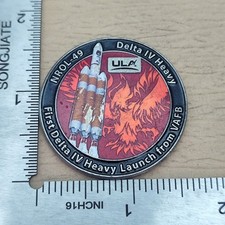 NROL-49
Delta IV Heavy
ULA
First Delta IV Heavy Launch from VAFB
SONGJIATE
INCH16
1
2